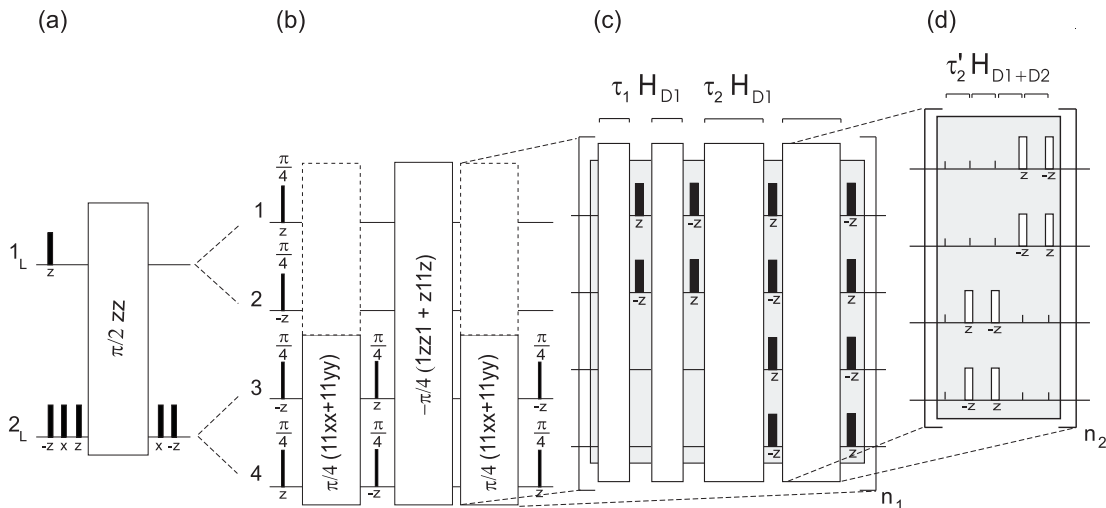 (a)
(b)
(c)
(d)
τ₁ H_D1
τ₂ H_D1
τ₂' H_D1+D2
1_L
z
π/2 zz
2_L
-z x z
x -z
1
π/4
z
2
π/4
-z
3
π/4
-z
4
π/4
z
π/4 (11xx+11yy)
π/4
z
π/4
-z
−π/4 (1zz1 + z11z)
π/4 (11xx+11yy)
π/4
-z
π/4
z
z -z z -z
-z z -z z
z -z
-z z
n₁
z -z
-z z
z -z
-z z
n₂